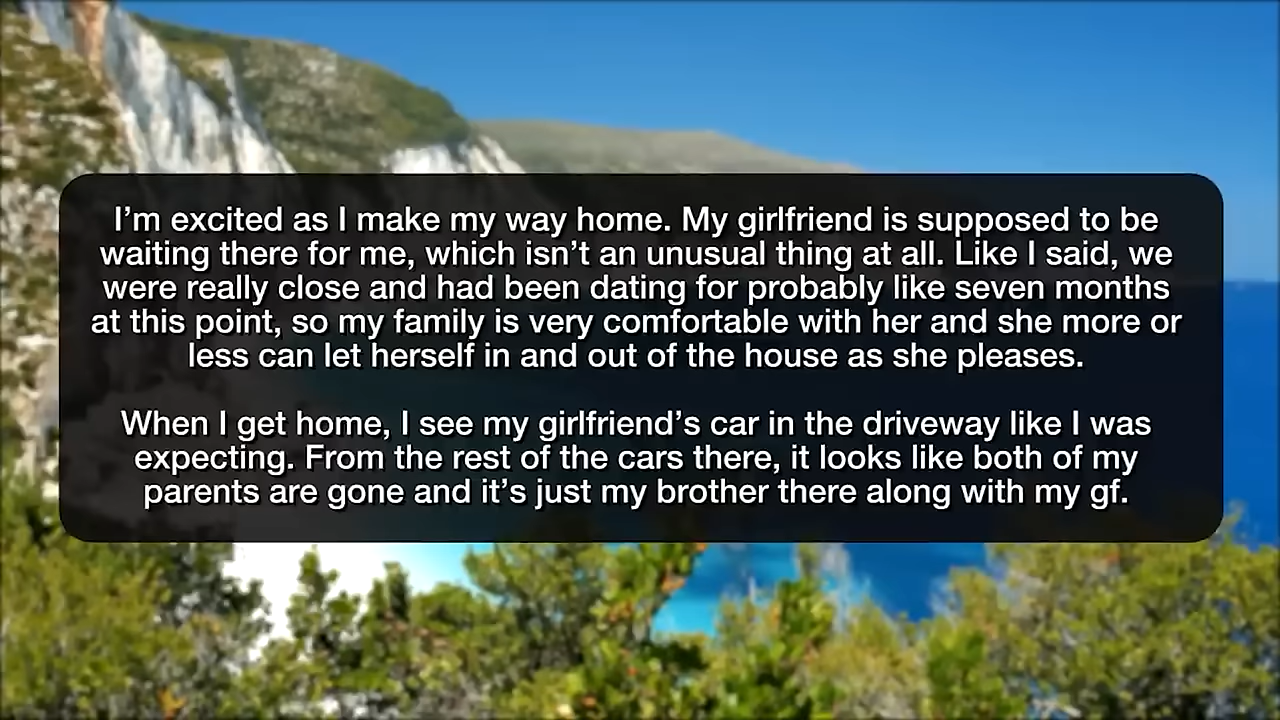 I’m excited as I make my way home. My girlfriend is supposed to be
waiting there for me, which isn’t an unusual thing at all. Like I said, we
were really close and had been dating for probably like seven months
at this point, so my family is very comfortable with her and she more or
less can let herself in and out of the house as she pleases.
When I get home, I see my girlfriend’s car in the driveway like I was
expecting. From the rest of the cars there, it looks like both of my
parents are gone and it’s just my brother there along with my gf.